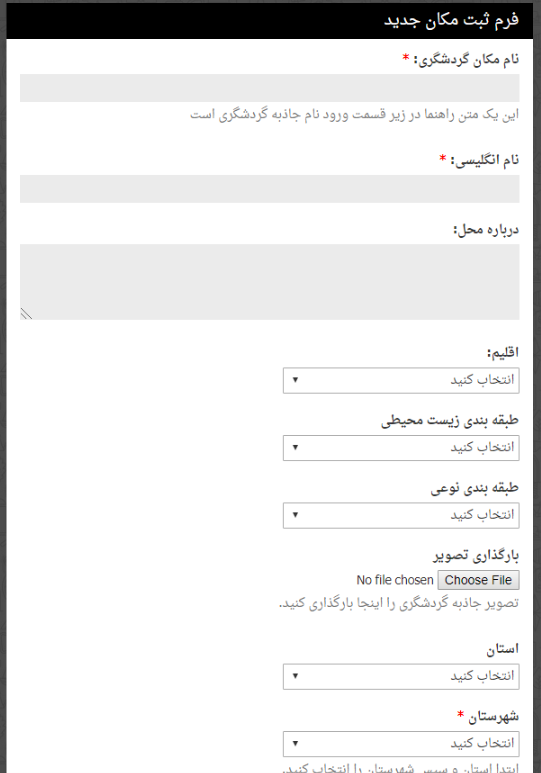 فرم ثبت مکان جدید
نام مکان گردشگری: *
این یک متن راهنما در زیر قسمت ورود نام جاذبه گردشگری است
نام انگلیسی: *
درباره محل:
اقلیم:
انتخاب کنید
طبقه بندی زیست محیطی
انتخاب کنید
طبقه بندی نوعی
انتخاب کنید
بارگذاری تصویر
Choose File No file chosen
تصویر جاذبه گردشگری را اینجا بارگذاری کنید.
استان
انتخاب کنید
شهرستان *
انتخاب کنید
ابتدا استان و سپس شهرستان را انتخاب کنید.